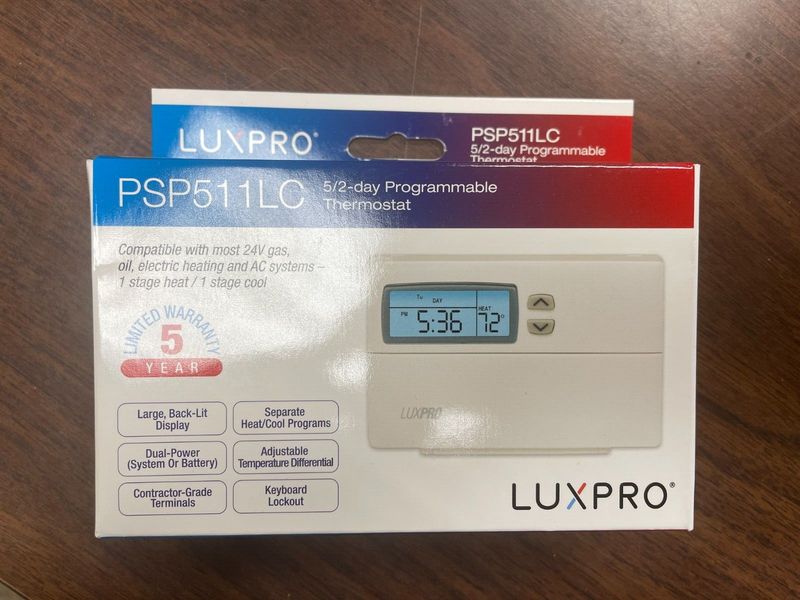 LUXPRO®
PSP511LC
5/2-day Programmable
Thermostat
PSP511LC
5/2-day Programmable
Thermostat
Compatible with most 24V gas,
oil, electric heating and AC systems –
1 stage heat / 1 stage cool
LIMITED WARRANTY
5
YEAR
Tu
DAY
PM
5:36
HEAT
72°
LUXPRO
Large, Back-Lit
Display
Separate
Heat/Cool Programs
Dual-Power
(System Or Battery)
Adjustable
Temperature Differential
Contractor-Grade
Terminals
Keyboard
Lockout
LUXPRO®